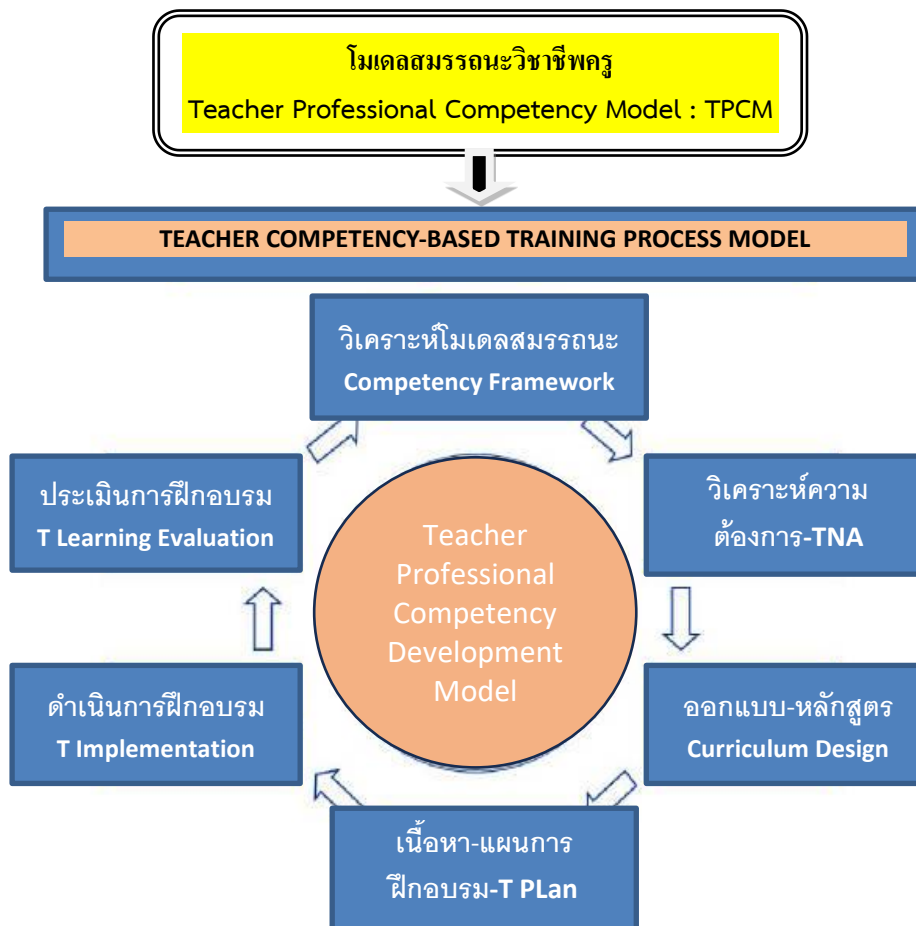 โมเดลสมรรถนะวิชาชีพครู
Teacher Professional Competency Model : TPCM
TEACHER COMPETENCY-BASED TRAINING PROCESS MODEL
วิเคราะห์โมเดลสมรรถนะ
Competency Framework
วิเคราะห์ความ
ต้องการ-TNA
ออกแบบ-หลักสูตร
Curriculum Design
เนื้อหา-แผนการ
ฝึกอบรม-T PLan
ดำเนินการฝึกอบรม
T Implementation
ประเมินการฝึกอบรม
T Learning Evaluation
Teacher
Professional
Competency
Development
Model